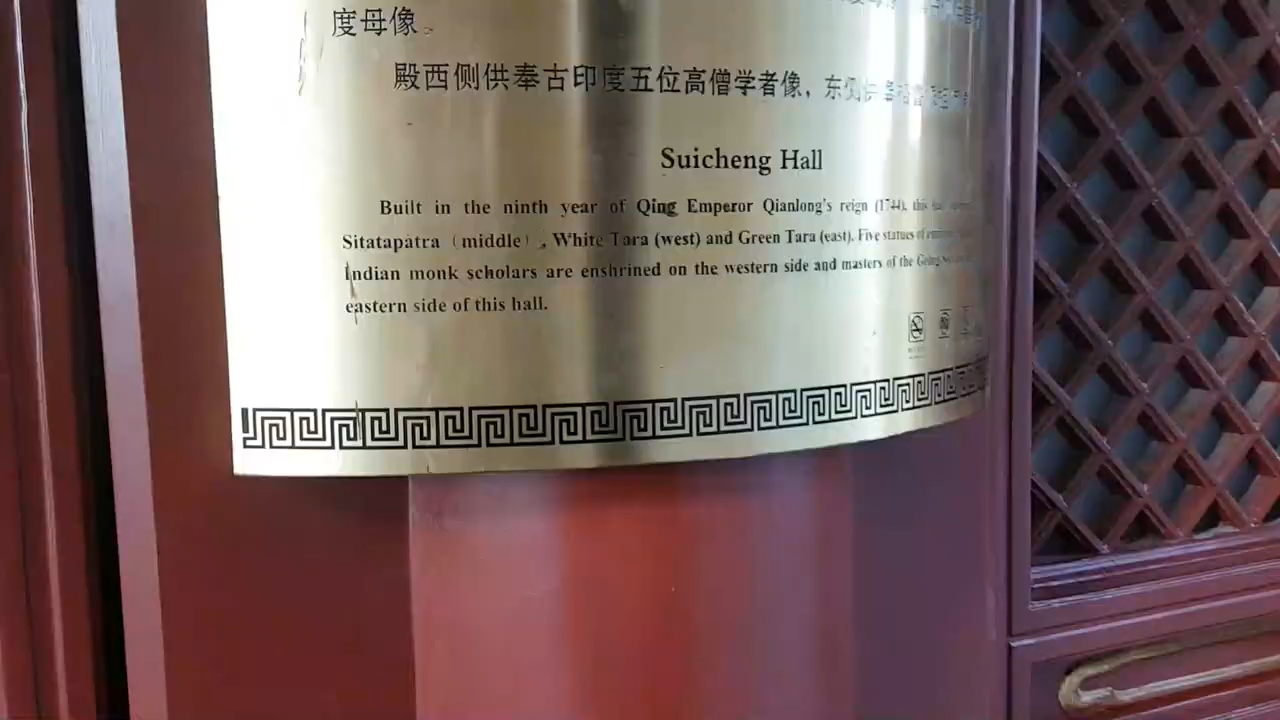 度母像。
殿西侧供奉古印度五位高僧学者像，东侧供
Suicheng Hall
Built in the ninth year of Qing Emperor Qianlong's reign (1744), this
Sitatapatra (middle), White Tara (west) and Green Tara (east). Five statues of
Indian monk scholars are enshrined on the western side and masters of the
eastern side of this hall.